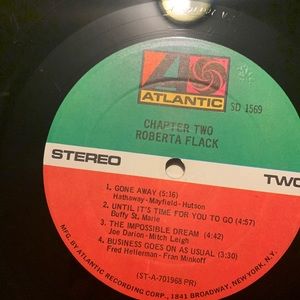 ATLANTIC
SD 1569
CHAPTER TWO
ROBERTA FLACK
STEREO
TWO
1. GONE AWAY (5:16)
Hathaway-Mayfield-Hutson
2. UNTIL IT'S TIME FOR YOU TO GO (4:57)
Buffy St. Marie
3. THE IMPOSSIBLE DREAM (4:42)
Joe Darion-Mitch Leigh
4. BUSINESS GOES ON AS USUAL (3:30)
Fred Hellerman-Fran Minkoff
(ST-A-701968 PR)
MFG. BY ATLANTIC RECORDING CORP., 1841 BROADWAY, NEW YORK, N.Y.